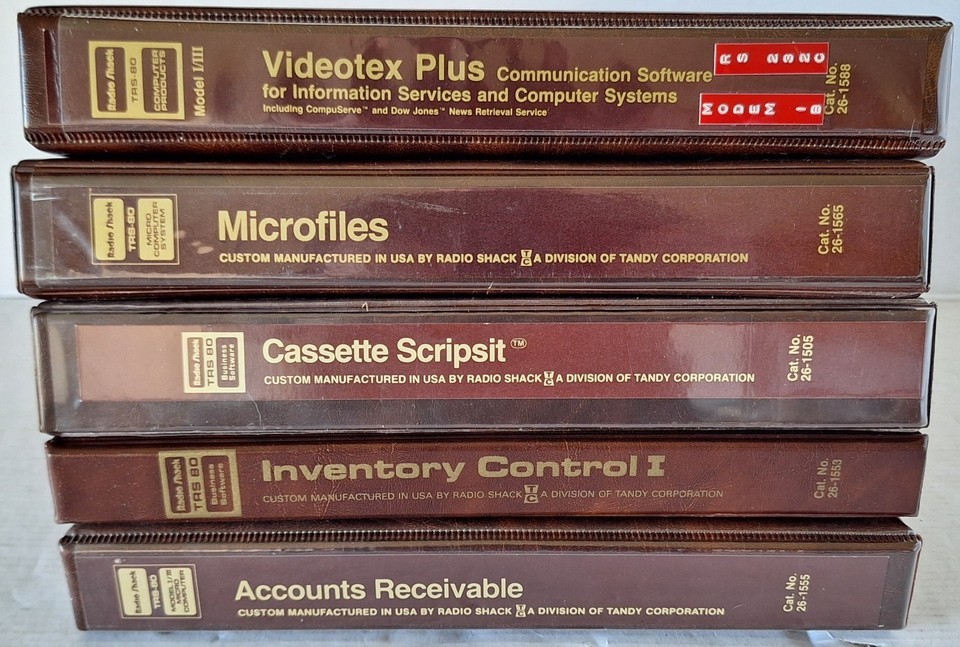 Radio Shack
TRS-80
COMPUTER
PRODUCTS
Model I/III
Videotex Plus Communication Software
for Information Services and Computer Systems
Including CompuServe™ and Dow Jones™ News Retrieval Service
RS 232C
MODEM IB
Cat. No.
26-1588
Radio Shack
TRS-80
MICRO
COMPUTER
SYSTEM
Microfiles
CUSTOM MANUFACTURED IN USA BY RADIO SHACK TC A DIVISION OF TANDY CORPORATION
Cat. No.
26-1565
Radio Shack
TRS 80
Business
Software
Cassette Scripsit™
CUSTOM MANUFACTURED IN USA BY RADIO SHACK TC A DIVISION OF TANDY CORPORATION
Cat. No.
26-1505
Radio Shack
TRS 80
Business
Software
Inventory Control I
CUSTOM MANUFACTURED IN USA BY RADIO SHACK TC A DIVISION OF TANDY CORPORATION
Cat. No.
26-1553
Radio Shack
TRS-80
MODEL I/III
MICRO
COMPUTER
Accounts Receivable
CUSTOM MANUFACTURED IN USA BY RADIO SHACK TC A DIVISION OF TANDY CORPORATION
Cat. No.
26-1555